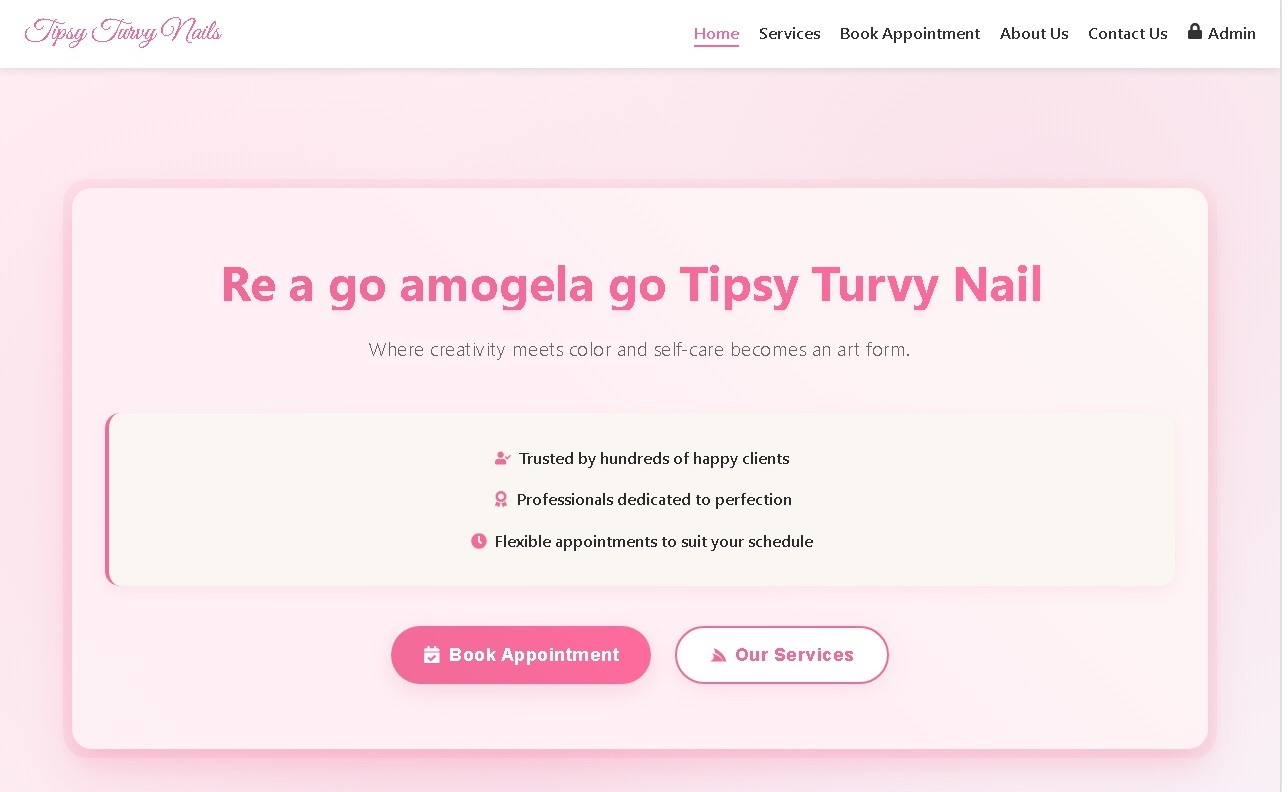 Tipsy Turvy Nails
Home Services Book Appointment About Us Contact Us Admin
Re a go amogela go Tipsy Turvy Nail
Where creativity meets color and self-care becomes an art form.
Trusted by hundreds of happy clients
Professionals dedicated to perfection
Flexible appointments to suit your schedule
Book Appointment
Our Services